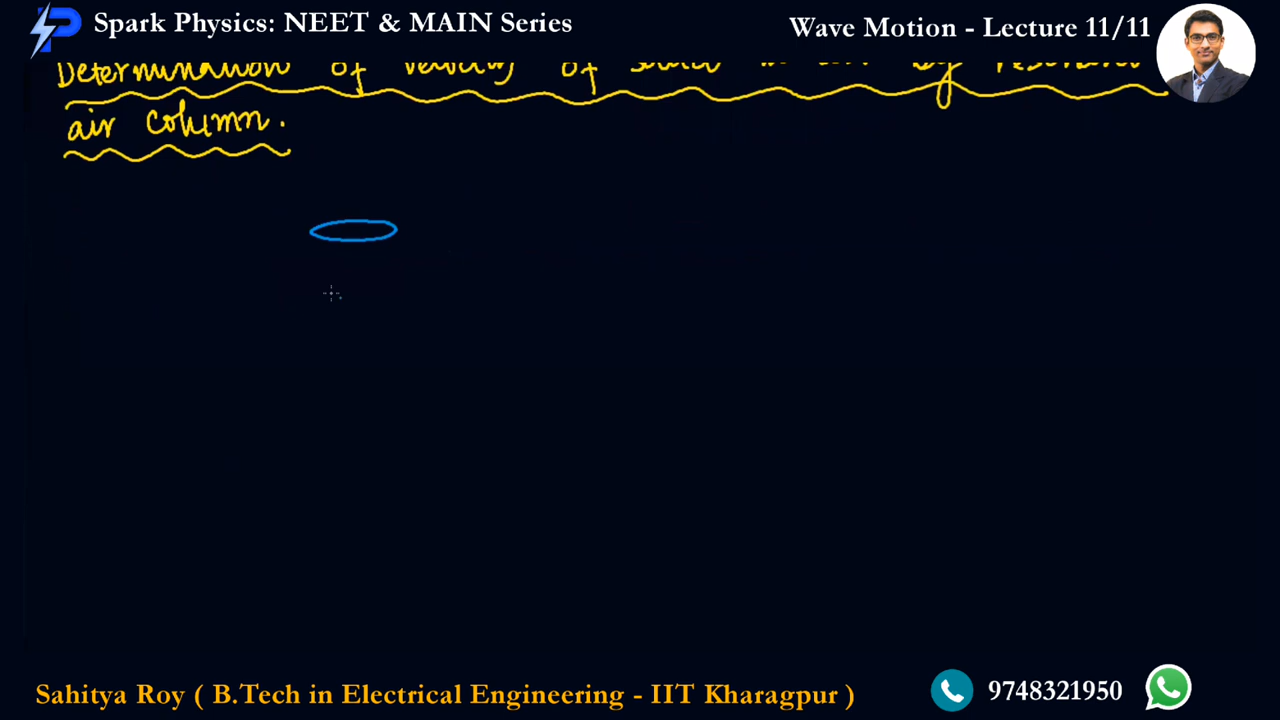 Spark Physics: NEET & MAIN Series
Wave Motion - Lecture 11/11
Determination of velocity of sound in air by resonance
air column.
Sahitya Roy ( B.Tech in Electrical Engineering - IIT Kharagpur )
9748321950